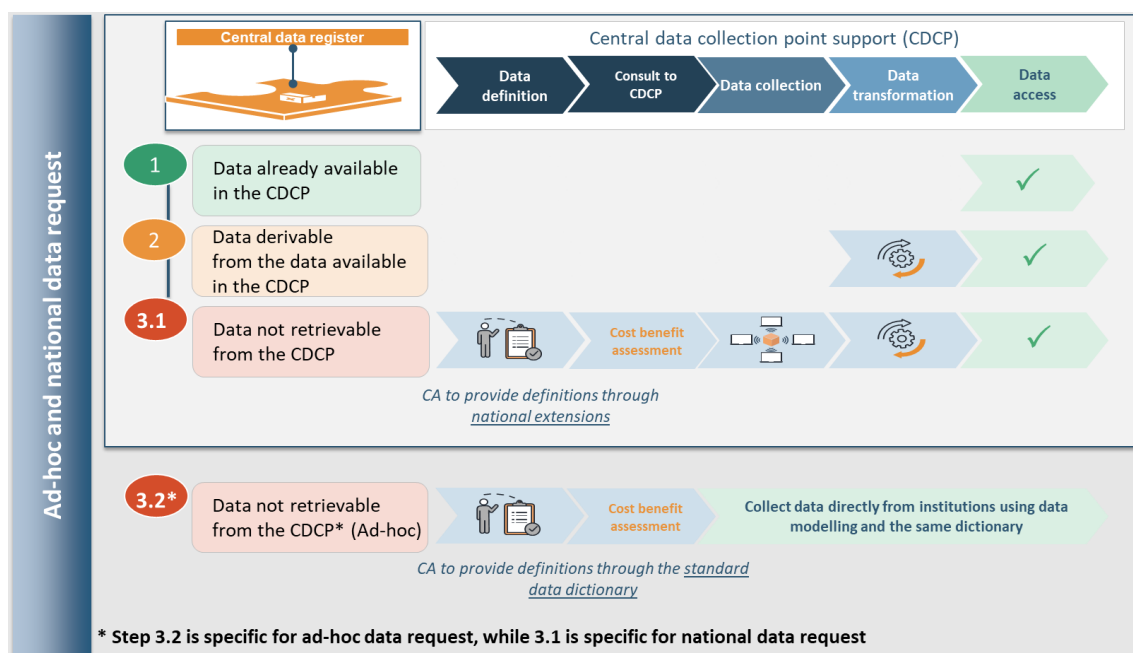 Ad-hoc and national data request
Central data register
Central data collection point support (CDCP)
Data
definition
Consult to
CDCP
Data collection
Data
transformation
Data
access
1
Data already available
in the CDCP
2
Data derivable
from the data available
in the CDCP
3.1
Data not retrievable
from the CDCP
Cost benefit
assessment
CA to provide definitions through
national extensions
3.2*
Data not retrievable
from the CDCP* (Ad-hoc)
Cost benefit
assessment
Collect data directly from institutions using data
modelling and the same dictionary
CA to provide definitions through the standard
data dictionary
* Step 3.2 is specific for ad-hoc data request, while 3.1 is specific for national data request